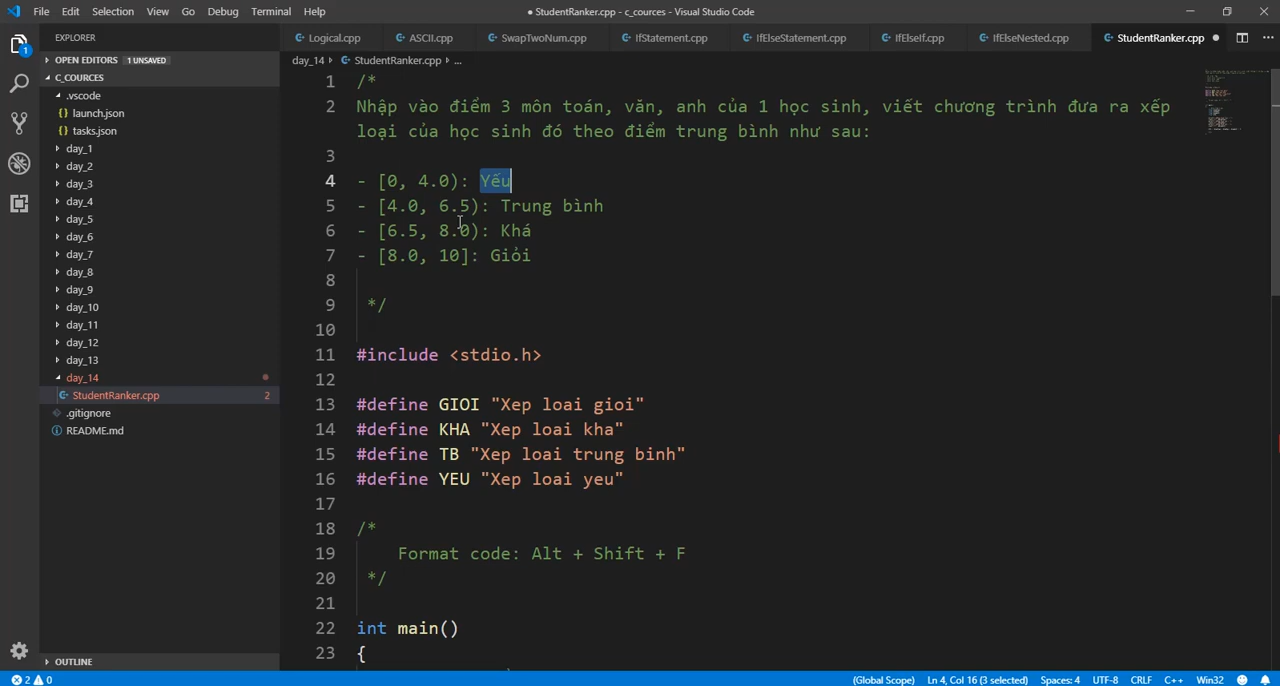 File Edit Selection View Go Debug Terminal Help
● StudentRanker.cpp - c_cources - Visual Studio Code
EXPLORER
Logical.cpp ASCII.cpp SwapTwoNum.cpp IfStatement.cpp IfElseStatement.cpp IfElseIf.cpp IfElseNested.cpp StudentRanker.cpp ●
OPEN EDITORS 1 UNSAVED
day_14 StudentRanker.cpp ...
C_COURCES
.vscode
launch.json
tasks.json
day_1
day_2
day_3
day_4
day_5
day_6
day_7
day_8
day_9
day_10
day_11
day_12
day_13
day_14
StudentRanker.cpp 2
.gitignore
README.md
OUTLINE
1 /*
2 Nhập vào điểm 3 môn toán, văn, anh của 1 học sinh, viết chương trình đưa ra xếp
loại của học sinh đó theo điểm trung bình như sau:
3
4 - [0, 4.0): Yếu
5 - [4.0, 6.5): Trung bình
6 - [6.5, 8.0): Khá
7 - [8.0, 10]: Giỏi
8
9 */
10
11 #include <stdio.h>
12
13 #define GIOI "Xep loai gioi"
14 #define KHA "Xep loai kha"
15 #define TB "Xep loai trung binh"
16 #define YEU "Xep loai yeu"
17
18 /*
19 Format code: Alt + Shift + F
20 */
21
22 int main()
23 {
2 0 (Global Scope) Ln 4, Col 16 (3 selected) Spaces: 4 UTF-8 CRLF C++ Win32